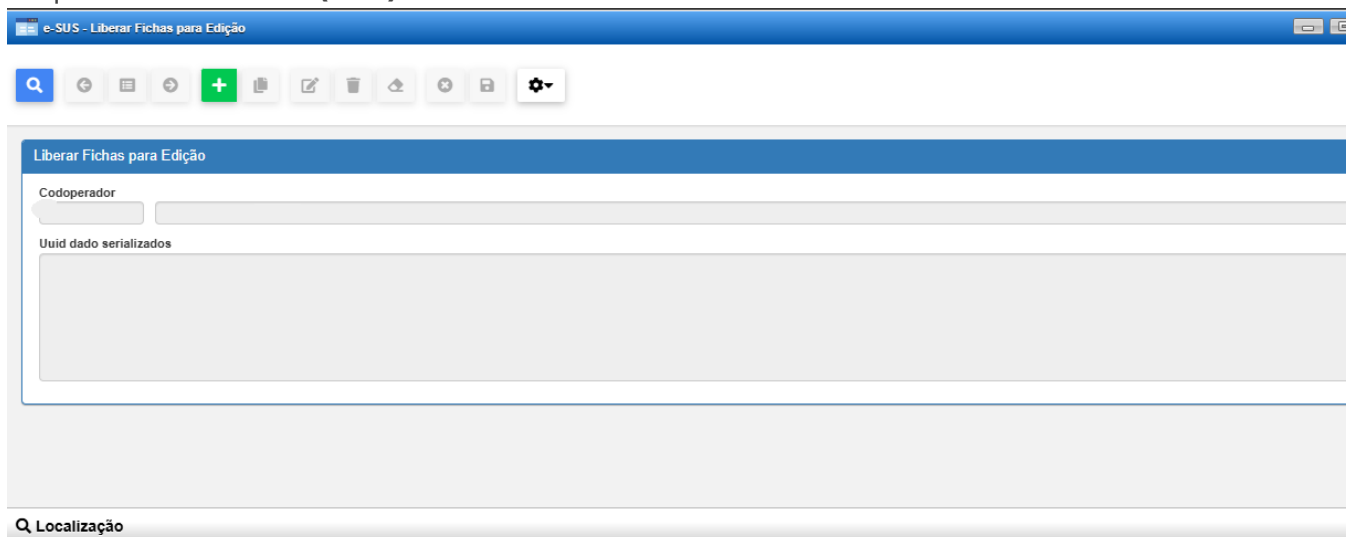 e-SUS - Liberar Fichas para Edição
Liberar Fichas para Edição
Codoperador
Uuid dado serializados
Localização